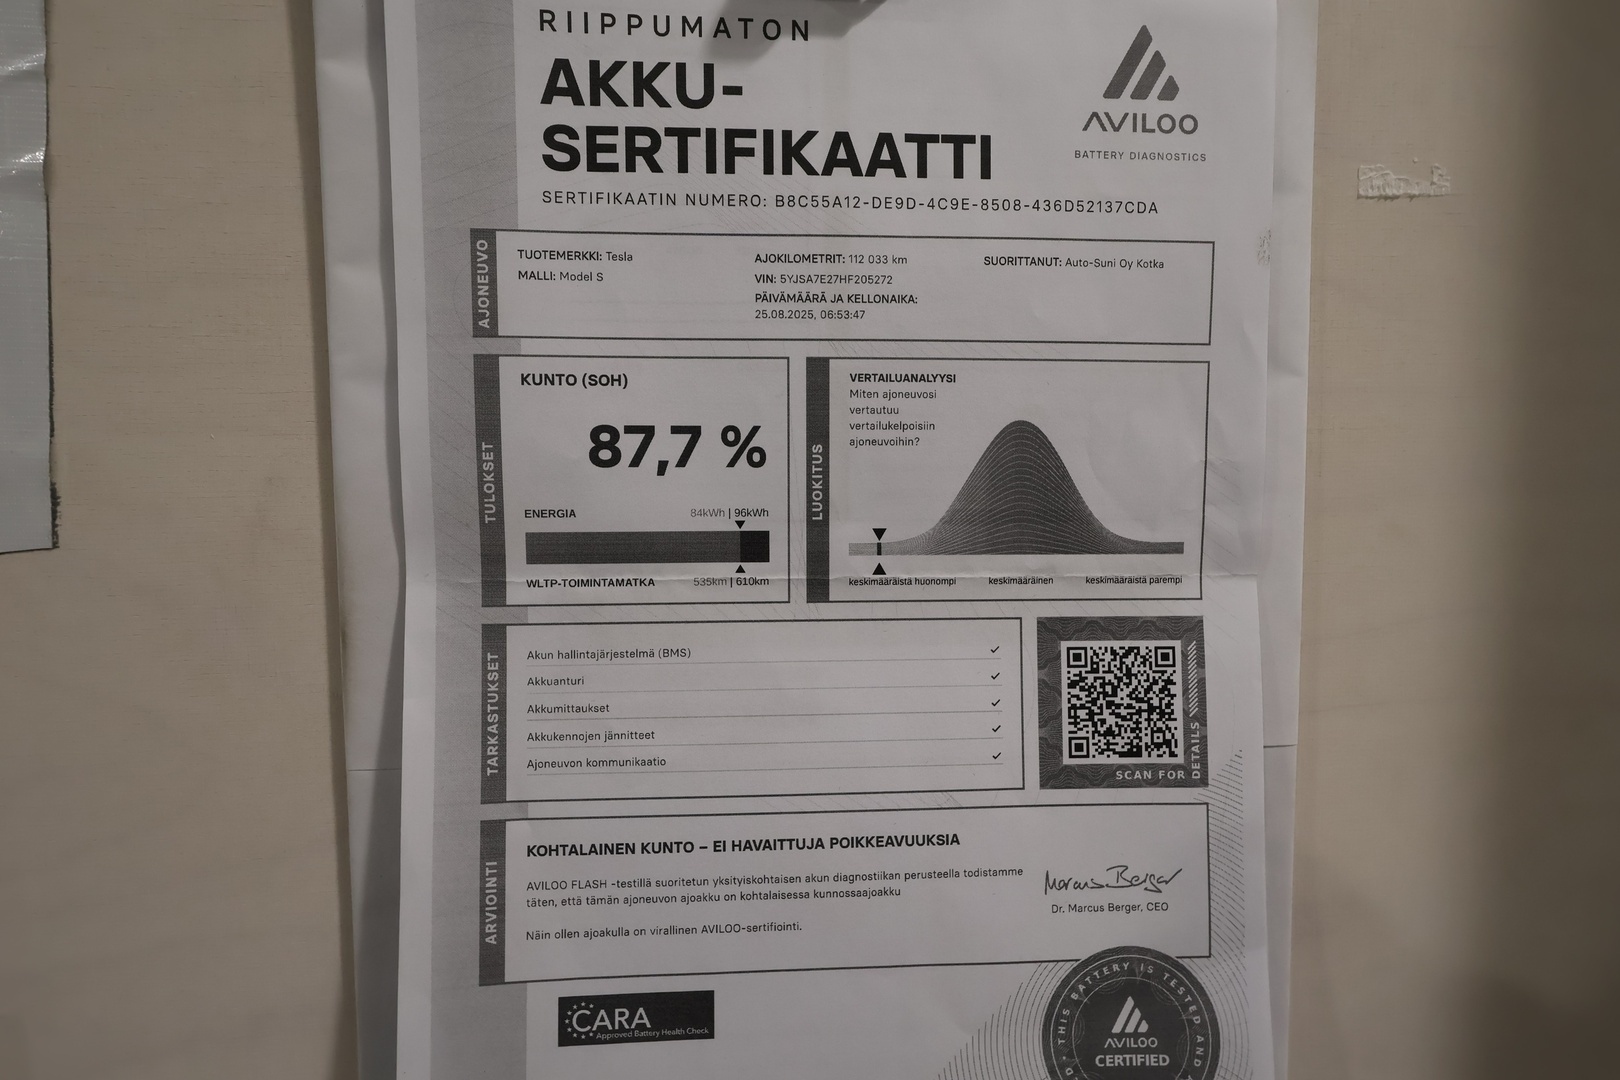 RIIPPUMATON
AKKU-
SERTIFIKAATTI
SERTIFIKAATIN NUMERO: B8C55A12-DE9D-4C9E-8508-436D52137CDA
AVILOO
BATTERY DIAGNOSTICS
AJONEUVO
TUOTEMERKKI: Tesla
MALLI: Model S
AJOKILOMETRIT: 112 033 km
VIN: 5YJSA7E27HF205272
PÄIVÄMÄÄRÄ JA KELLONAIKA:
25.08.2025, 06:53:47
SUORITTANUT: Auto-Suni Oy Kotka
TULOKSET
KUNTO (SOH)
87,7 %
ENERGIA 84kWh | 96kWh
WLTP-TOIMINTAMATKA 535km | 610km
LUOKITUS
VERTAILUANALYYSI
Miten ajoneuvosi
vertautuu
vertailukelpoisiin
ajoneuvoihin?
keskimääräistä huonompi keskimääräinen keskimääräistä parempi
TARKASTUKSET
Akun hallintajärjestelmä (BMS)
Akkuanturi
Akkumittaukset
Akkukennojen jännitteet
Ajoneuvon kommunikaatio
SCAN FOR DETAILS
ARVIOINTI
KOHTALAINEN KUNTO – EI HAVAITTUJA POIKKEAVUUKSIA
AVILOO FLASH -testillä suoritetun yksityiskohtaisen akun diagnostiikan perusteella todistamme
täten, että tämän ajoneuvon ajoakku on kohtalaisessa kunnossaajoakku
Näin ollen ajoakulla on virallinen AVILOO-sertifiointi.
Marcus Berger
Dr. Marcus Berger, CEO
CARA
Approved Battery Health Check
THIS BATTERY IS TESTED AND
AVILOO
CERTIFIED